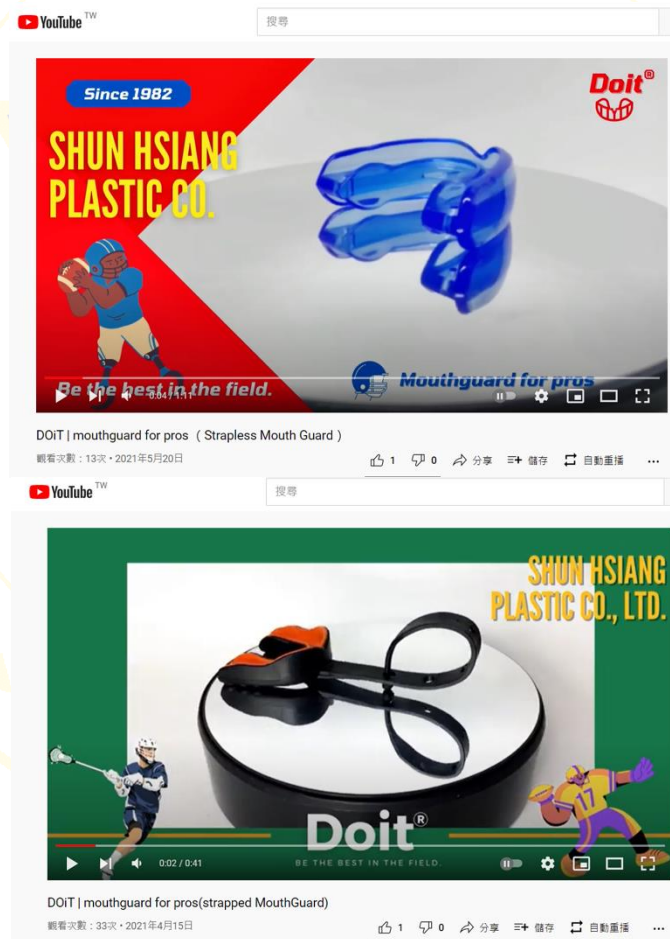 YouTube TW
搜尋
Since 1982
Doit®
SHUN HSIANG
PLASTIC CO.
Be the best in the field.
Mouthguard for pros
0:04 / 1:11
DOiT | mouthguard for pros （Strapless Mouth Guard）
觀看次數：13次 • 2021年5月20日
1 0 分享 儲存 自動重播
YouTube TW
搜尋
SHUN HSIANG
PLASTIC CO., LTD.
17
Doit®
BE THE BEST IN THE FIELD.
0:02 / 0:41
DOiT | mouthguard for pros(strapped MouthGuard)
觀看次數：33次 • 2021年4月15日
1 0 分享 儲存 自動重播